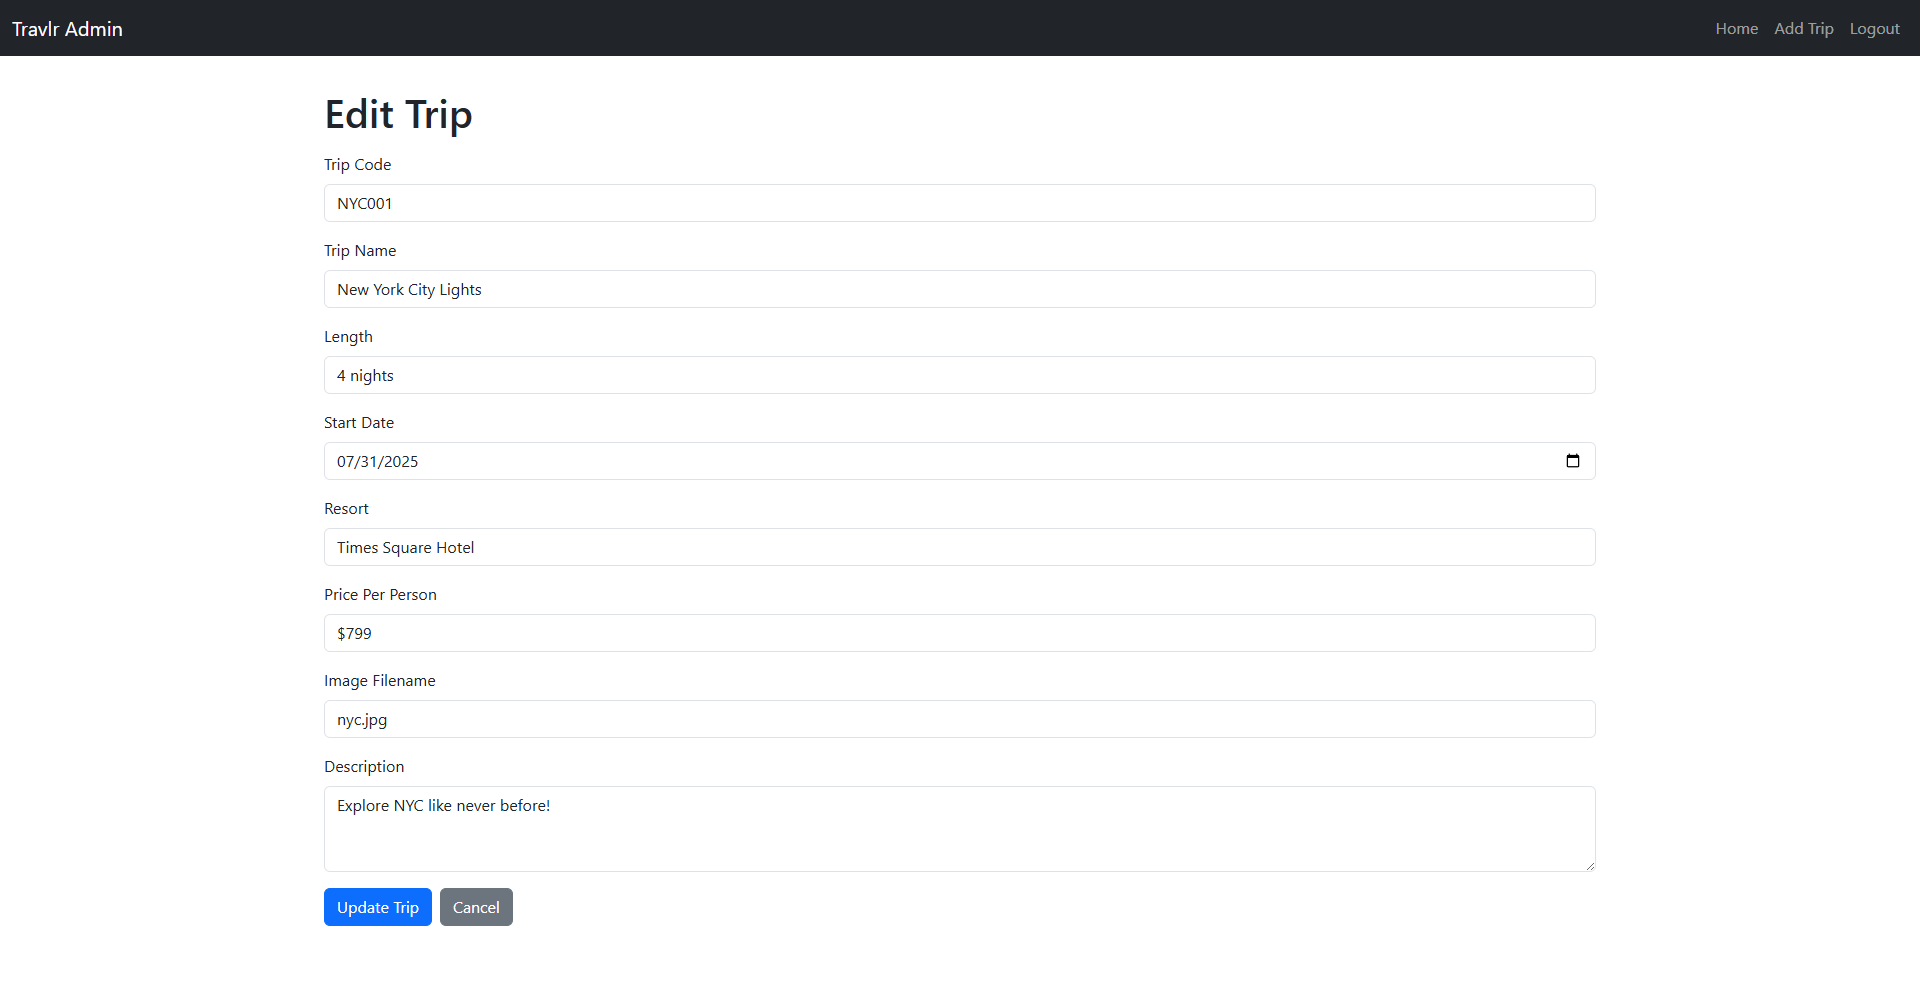 Travlr Admin
Home Add Trip Logout
Edit Trip
Trip Code
NYC001
Trip Name
New York City Lights
Length
4 nights
Start Date
07/31/2025
Resort
Times Square Hotel
Price Per Person
$799
Image Filename
nyc.jpg
Description
Explore NYC like never before!
Update Trip Cancel